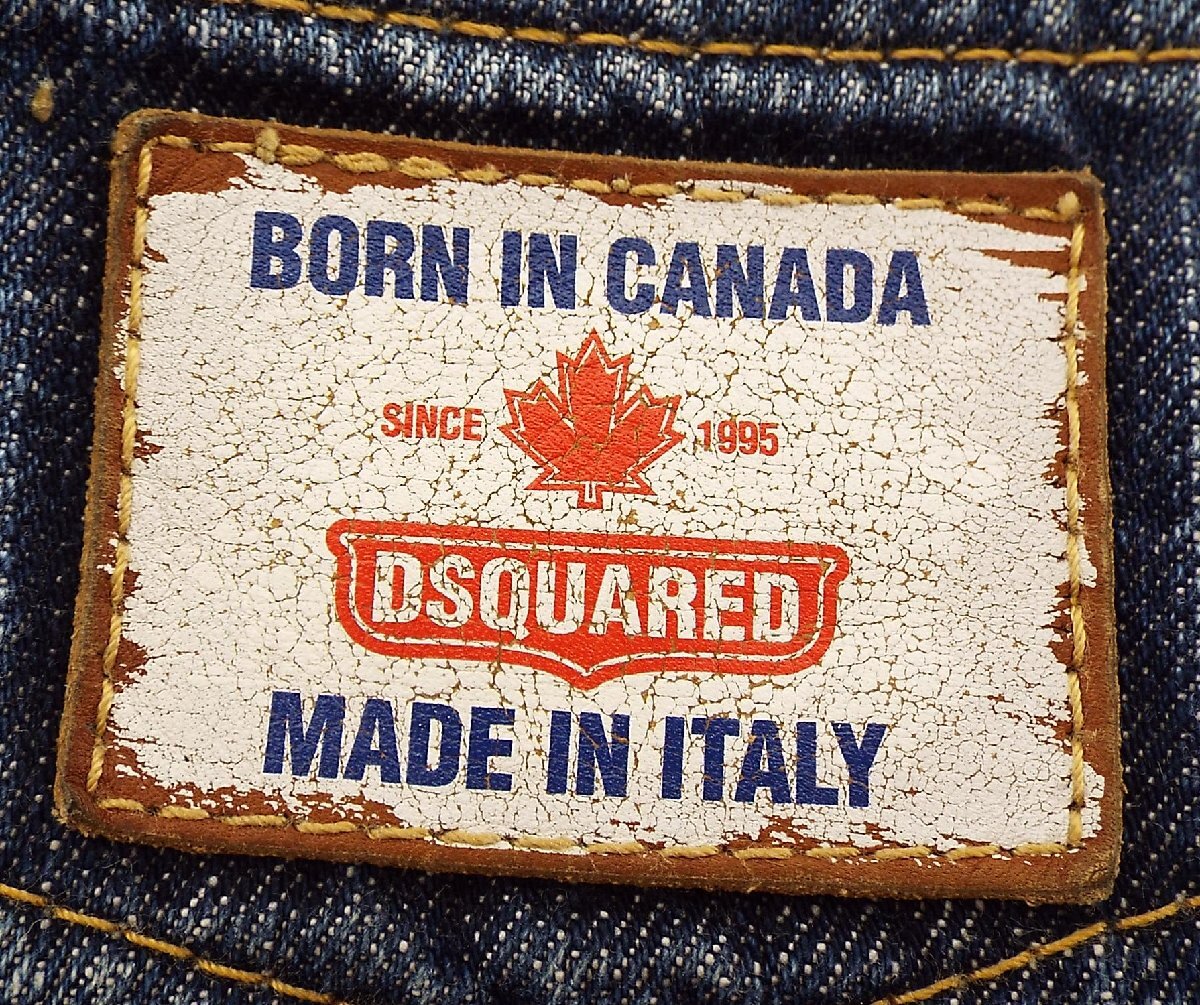 BORN IN CANADA
SINCE 1995
DSQUARED
MADE IN ITALY